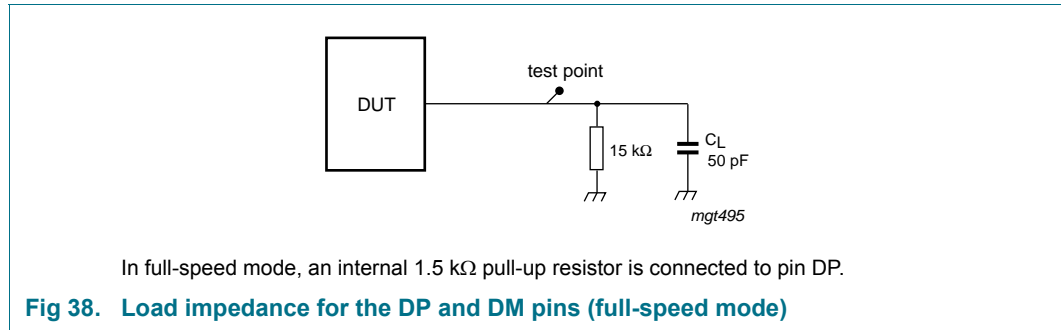 test point
DUT
15 kΩ
CL
50 pF
mgt495
In full-speed mode, an internal 1.5 kΩ pull-up resistor is connected to pin DP.
Fig 38. Load impedance for the DP and DM pins (full-speed mode)